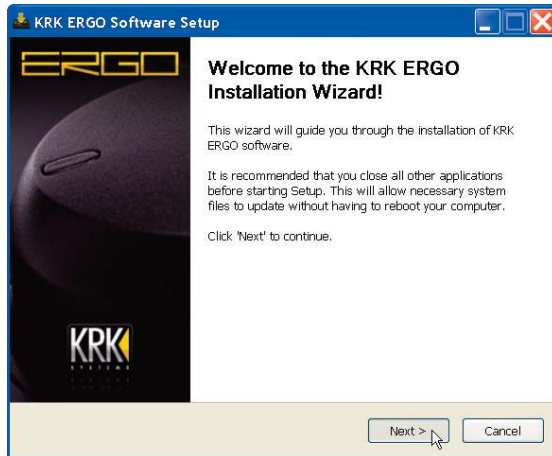 KRK ERGO Software Setup
ERGO
Welcome to the KRK ERGO
Installation Wizard!
This wizard will guide you through the installation of KRK
ERGO software.
It is recommended that you close all other applications
before starting Setup. This will allow necessary system
files to update without having to reboot your computer.
Click 'Next' to continue.
KRK
SYSTEMS
Next >
Cancel